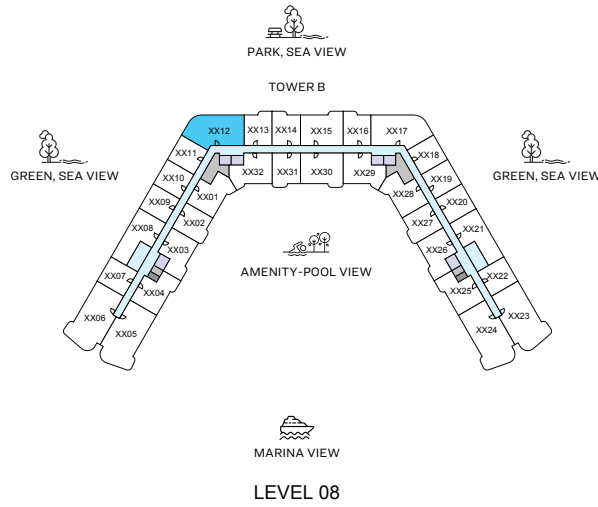 PARK, SEA VIEW
TOWER B
XX12
XX13
XX14
XX15
XX16
XX17
XX11
XX18
GREEN, SEA VIEW
XX10
XX32
XX31
XX30
XX29
XX19
GREEN, SEA VIEW
XX09
XX01
XX28
XX20
XX08
XX02
XX27
XX21
XX03
XX26
AMENITY-POOL VIEW
XX07
XX04
XX25
XX22
XX06
XX05
XX24
XX23
MARINA VIEW
LEVEL 08